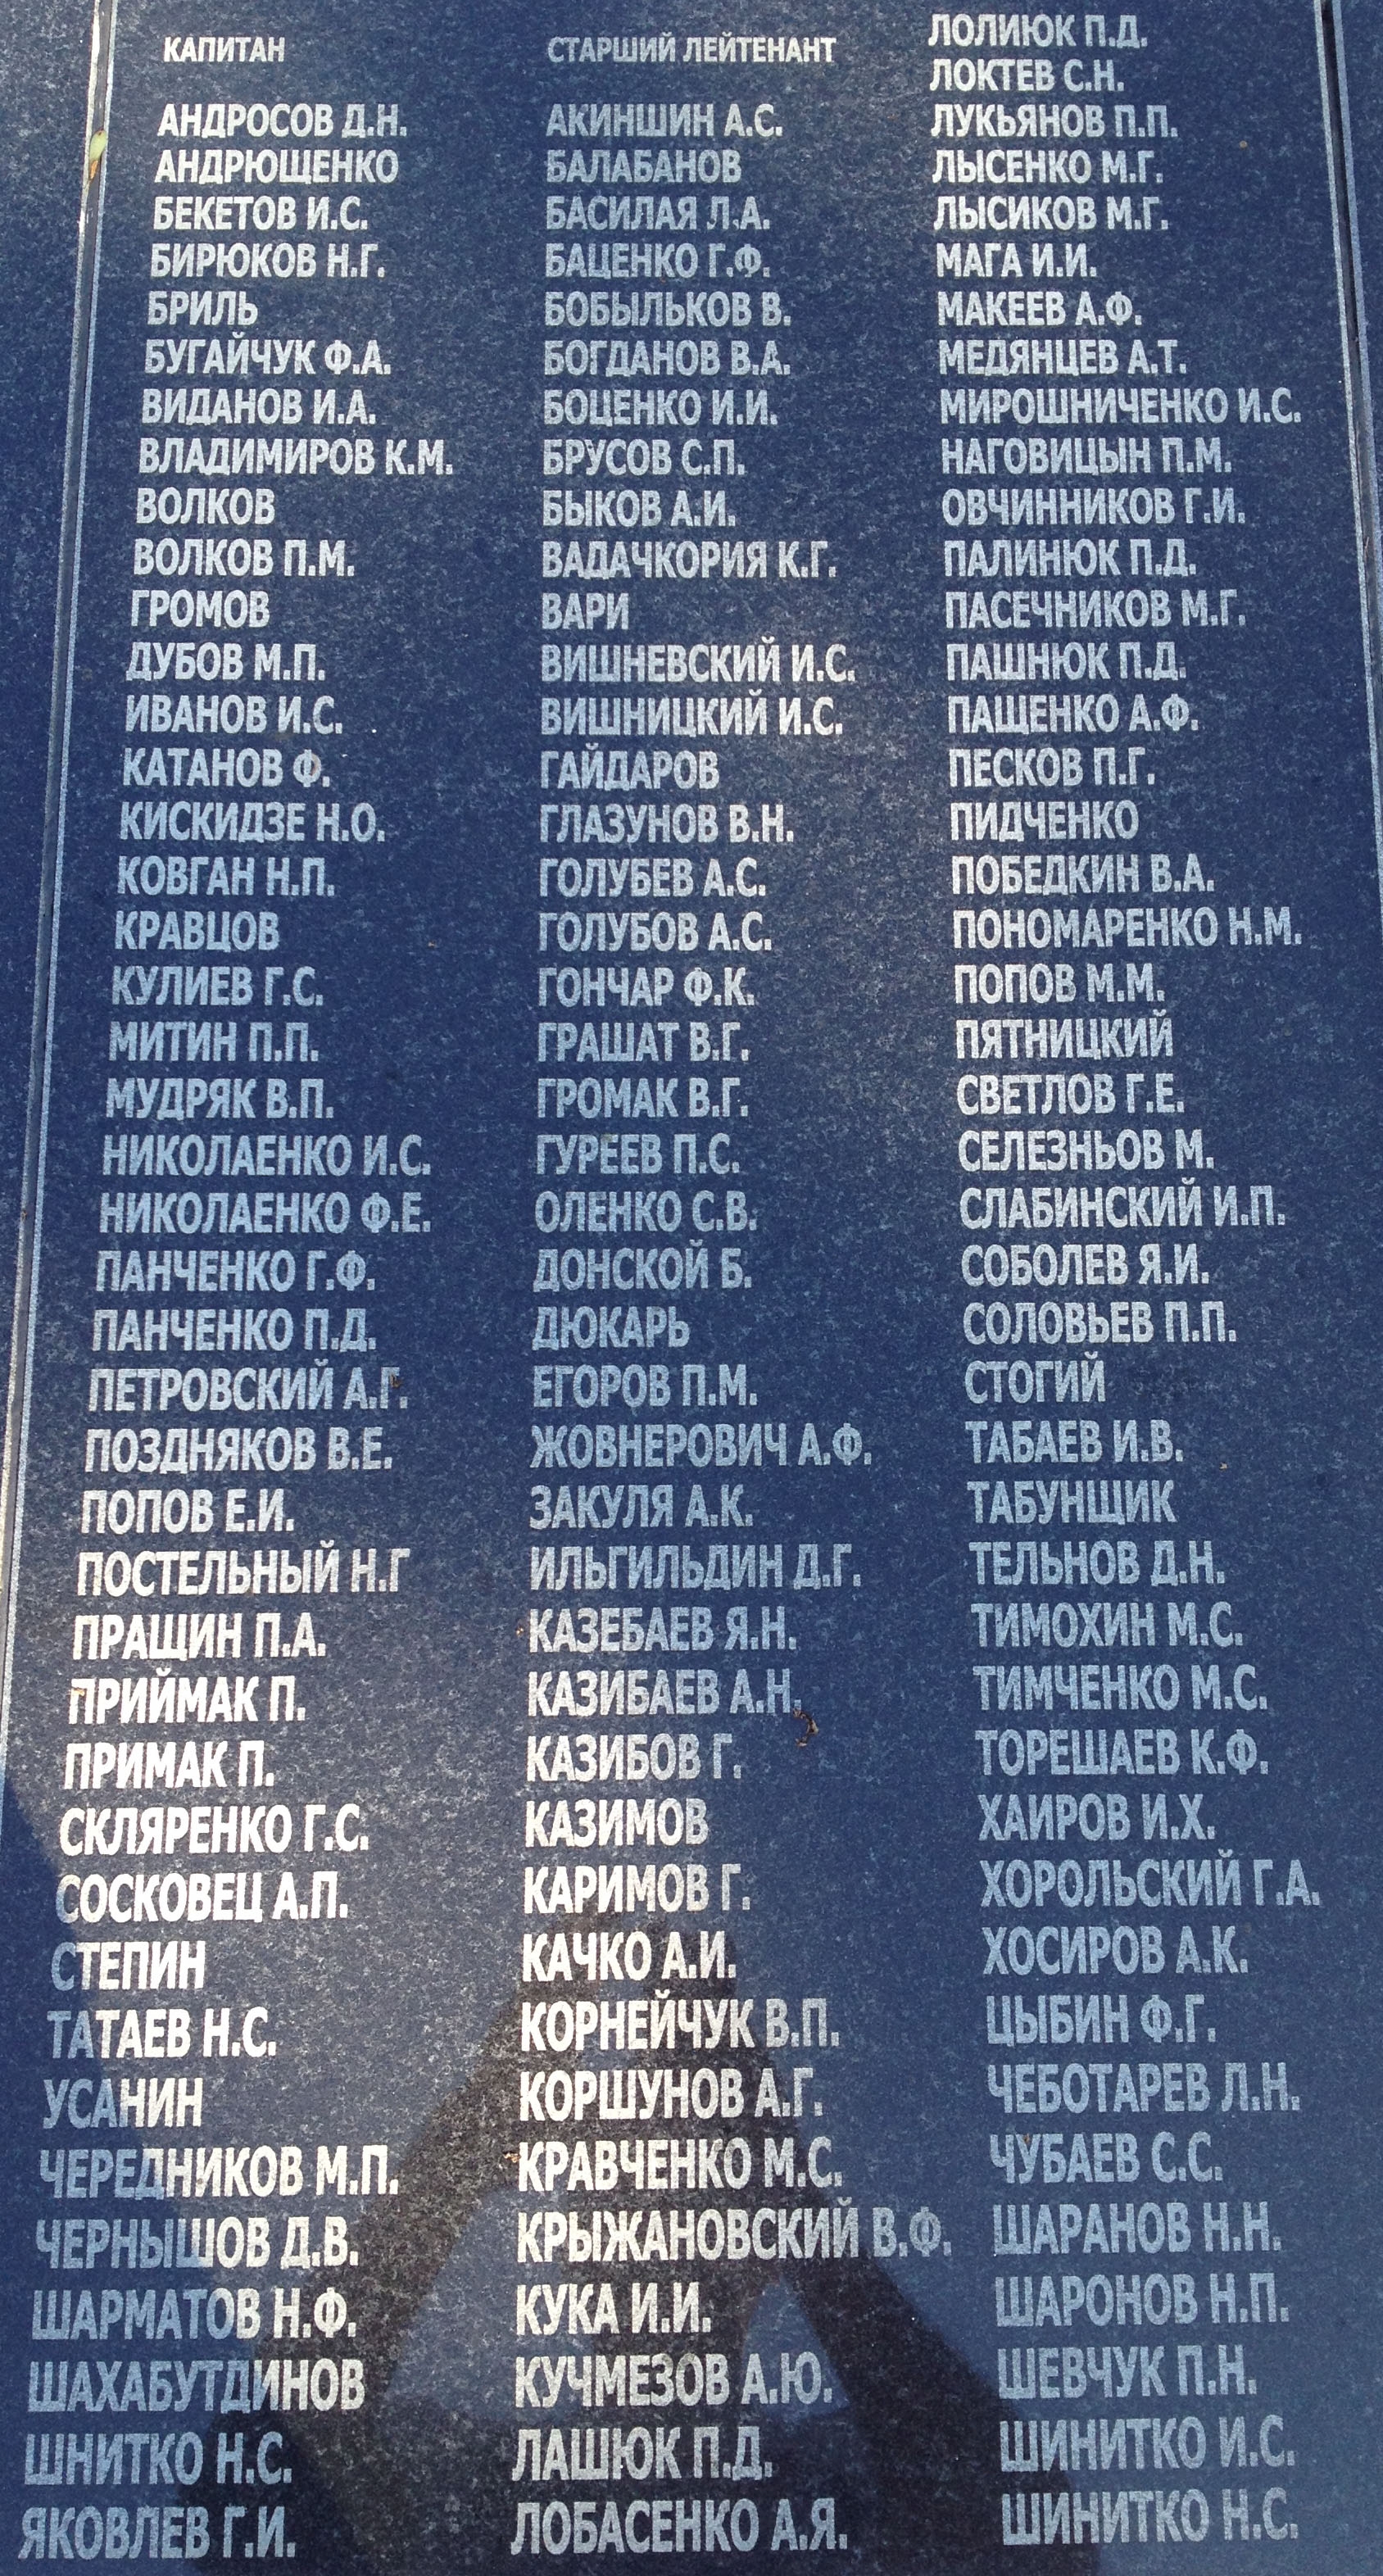 КАПИТАН
АНДРОСОВ Д.Н.
АНДРЮЩЕНКО
БЕКЕТОВ И.С.
БИРЮКОВ Н.Г.
БРИЛЬ
БУГАЙЧУК Ф.А.
ВИДАНОВ И.А.
ВЛАДИМИРОВ К.М.
ВОЛКОВ
ВОЛКОВ П.М.
ГРОМОВ
ДУБОВ М.П.
ИВАНОВ И.С.
КАТАНОВ Ф.
КИСКИДЗЕ Н.О.
КОВГАН Н.П.
КРАВЦОВ
КУЛИЕВ Г.С.
МИТИН П.П.
МУДРЯК В.П.
НИКОЛАЕНКО И.С.
НИКОЛАЕНКО Ф.Е.
ПАНЧЕНКО Г.Ф.
ПАНЧЕНКО П.Д.
ПЕТРОВСКИЙ А.Г.
ПОЗДНЯКОВ В.Е.
ПОПОВ Е.И.
ПОСТЕЛЬНЫЙ Н.Г
ПРАЩИН П.А.
ПРИЙМАК П.
ПРИМАК П.
СКЛЯРЕНКО Г.С.
СОСКОВЕЦ А.П.
СТЕПИН
ТАТАЕВ Н.С.
УСАНИН
ЧЕРЕДНИКОВ М.П.
ЧЕРНЫШОВ Д.В.
ШАРМАТОВ Н.Ф.
ШАХАБУТДИНОВ
ШНИТКО Н.С.
ЯКОВЛЕВ Г.И.
СТАРШИЙ ЛЕЙТЕНАНТ
АКИНШИН А.С.
БАЛАБАНОВ
БАСИЛАЯ Л.А.
БАЦЕНКО Г.Ф.
БОБЫЛЬКОВ В.
БОГДАНОВ В.А.
БОЦЕНКО И.И.
БРУСОВ С.П.
БЫКОВ А.И.
ВАДАЧКОРИЯ К.Г.
ВАРИ
ВИШНЕВСКИЙ И.С.
ВИШНИЦКИЙ И.С.
ГАЙДАРОВ
ГЛАЗУНОВ В.Н.
ГОЛУБЕВ А.С.
ГОЛУБОВ А.С.
ГОНЧАР Ф.К.
ГРАШАТ В.Г.
ГРОМАК В.Г.
ГУРЕЕВ П.С.
ОЛЕНКО С.В.
ДОНСКОЙ Б.
ДЮКАРЬ
ЕГОРОВ П.М.
ЖОВНЕРОВИЧ А.Ф.
ЗАКУЛЯ А.К.
ИЛЬГИЛЬДИН Д.Г.
КАЗЕБАЕВ Я.Н.
КАЗИБАЕВ А.Н.
КАЗИБОВ Г.
КАЗИМОВ
КАРИМОВ Г.
КАЧКО А.И.
КОРНЕЙЧУК В.П.
КОРШУНОВ А.Г.
КРАВЧЕНКО М.С.
КРЫЖАНОВСКИЙ В.Ф.
КУКА И.И.
КУЧМЕЗОВ А.Ю.
ЛАШЮК П.Д.
ЛОБАСЕНКО А.Я.
ЛОЛИЮК П.Д.
ЛОКТЕВ С.Н.
ЛУКЬЯНОВ П.П.
ЛЫСЕНКО М.Г.
ЛЫСИКОВ М.Г.
МАГА И.И.
МАКЕЕВ А.Ф.
МЕДЯНЦЕВ А.Т.
МИРОШНИЧЕНКО И.С.
НАГОВИЦЫН П.М.
ОВЧИННИКОВ Г.И.
ПАЛИНЮК П.Д.
ПАСЕЧНИКОВ М.Г.
ПАШНЮК П.Д.
ПАЩЕНКО А.Ф.
ПЕСКОВ П.Г.
ПИДЧЕНКО
ПОБЕДКИН В.А.
ПОНОМАРЕНКО Н.М.
ПОПОВ М.М.
ПЯТНИЦКИЙ
СВЕТЛОВ Г.Е.
СЕЛЕЗНЬОВ М.
СЛАБИНСКИЙ И.П.
СОБОЛЕВ Я.И.
СОЛОВЬЕВ П.П.
СТОГИЙ
ТАБАЕВ И.В.
ТАБУНЩИК
ТЕЛЬНОВ Д.Н.
ТИМОХИН М.С.
ТИМЧЕНКО М.С.
ТОРЕШАЕВ К.Ф.
ХАИРОВ И.Х.
ХОРОЛЬСКИЙ Г.А.
ХОСИРОВ А.К.
ЦЫБИН Ф.Г.
ЧЕБОТАРЕВ Л.Н.
ЧУБАЕВ С.С.
ШАРАНОВ Н.Н.
ШАРОНОВ Н.П.
ШЕВЧУК П.Н.
ШИНИТКО И.С.
ШИНИТКО Н.С.